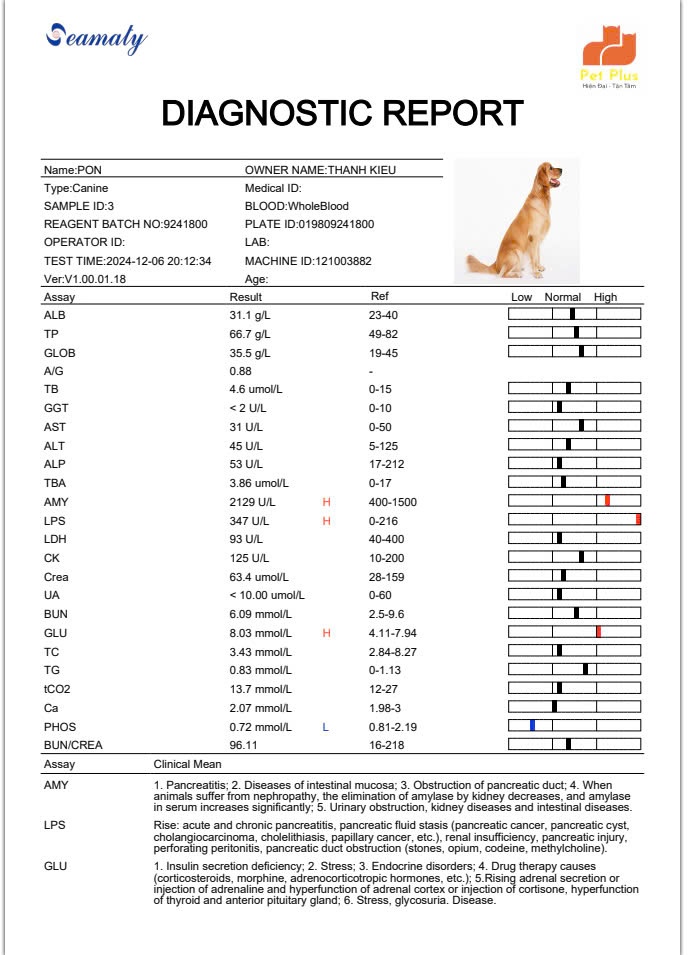 Seamaty
Pet Plus
Hiện Đại - Tận Tâm
DIAGNOSTIC REPORT
Name:PON OWNER NAME:THANH KIEU
Type:Canine Medical ID:
SAMPLE ID:3 BLOOD:WholeBlood
REAGENT BATCH NO:9241800 PLATE ID:019809241800
OPERATOR ID: LAB:
TEST TIME:2024-12-06 20:12:34 MACHINE ID:121003882
Ver:V1.00.01.18 Age:
Assay Result Ref Low Normal High
ALB 31.1 g/L 23-40
TP 66.7 g/L 49-82
GLOB 35.5 g/L 19-45
A/G 0.88 -
TB 4.6 umol/L 0-15
GGT < 2 U/L 0-10
AST 31 U/L 0-50
ALT 45 U/L 5-125
ALP 53 U/L 17-212
TBA 3.86 umol/L 0-17
AMY 2129 U/L H 400-1500
LPS 347 U/L H 0-216
LDH 93 U/L 40-400
CK 125 U/L 10-200
Crea 63.4 umol/L 28-159
UA < 10.00 umol/L 0-60
BUN 6.09 mmol/L 2.5-9.6
GLU 8.03 mmol/L H 4.11-7.94
TC 3.43 mmol/L 2.84-8.27
TG 0.83 mmol/L 0-1.13
tCO2 13.7 mmol/L 12-27
Ca 2.07 mmol/L 1.98-3
PHOS 0.72 mmol/L L 0.81-2.19
BUN/CREA 96.11 16-218
Assay Clinical Mean
AMY 1. Pancreatitis; 2. Diseases of intestinal mucosa; 3. Obstruction of pancreatic duct; 4. When
animals suffer from nephropathy, the elimination of amylase by kidney decreases, and amylase
in serum increases significantly; 5. Urinary obstruction, kidney diseases and intestinal diseases.
LPS Rise: acute and chronic pancreatitis, pancreatic fluid stasis (pancreatic cancer, pancreatic cyst,
cholangiocarcinoma, cholelithiasis, papillary cancer, etc.), renal insufficiency, pancreatic injury,
perforating peritonitis, pancreatic duct obstruction (stones, opium, codeine, methylcholine).
GLU 1. Insulin secretion deficiency; 2. Stress; 3. Endocrine disorders; 4. Drug therapy causes
(corticosteroids, morphine, adrenocorticotropic hormones, etc.); 5.Rising adrenal secretion or
injection of adrenaline and hyperfunction of adrenal cortex or injection of cortisone, hyperfunction
of thyroid and anterior pituitary gland; 6. Stress, glycosuria. Disease.